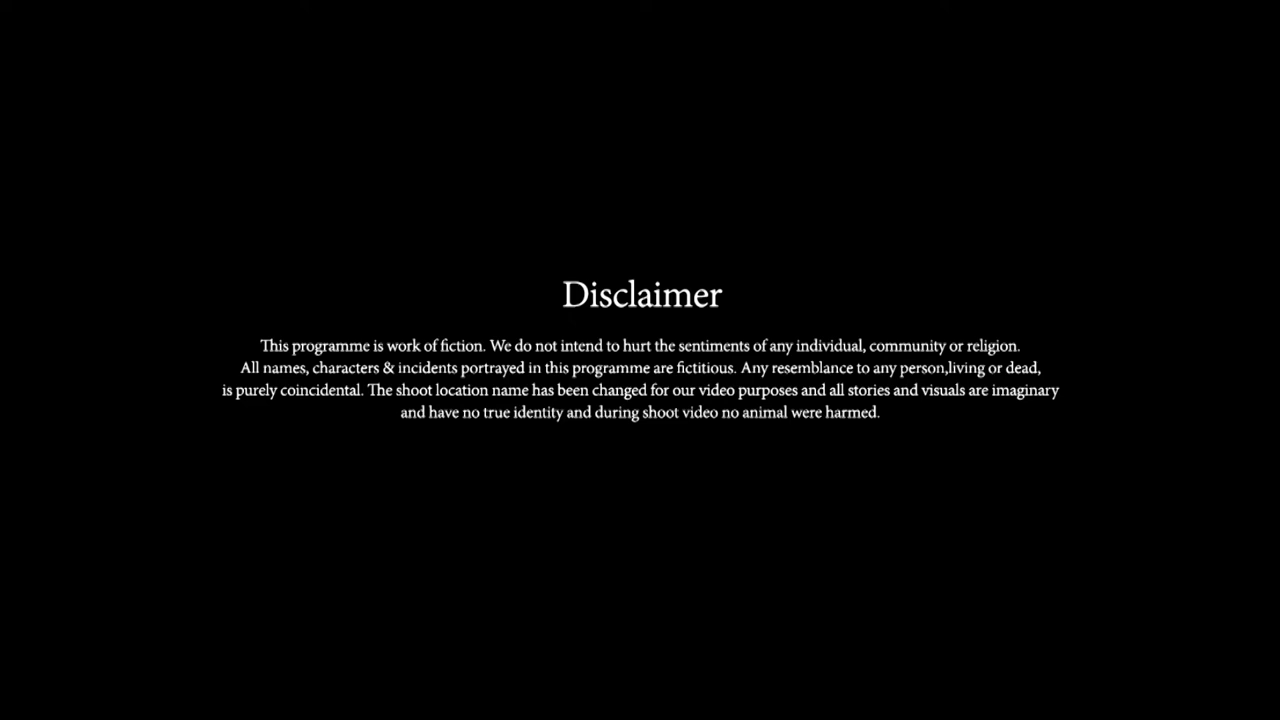 Disclaimer
This programme is work of fiction. We do not intend to hurt the sentiments of any individual, community or religion.
All names, characters & incidents portrayed in this programme are fictitious. Any resemblance to any person,living or dead,
is purely coincidental. The shoot location name has been changed for our video purposes and all stories and visuals are imaginary
and have no true identity and during shoot video no animal were harmed.